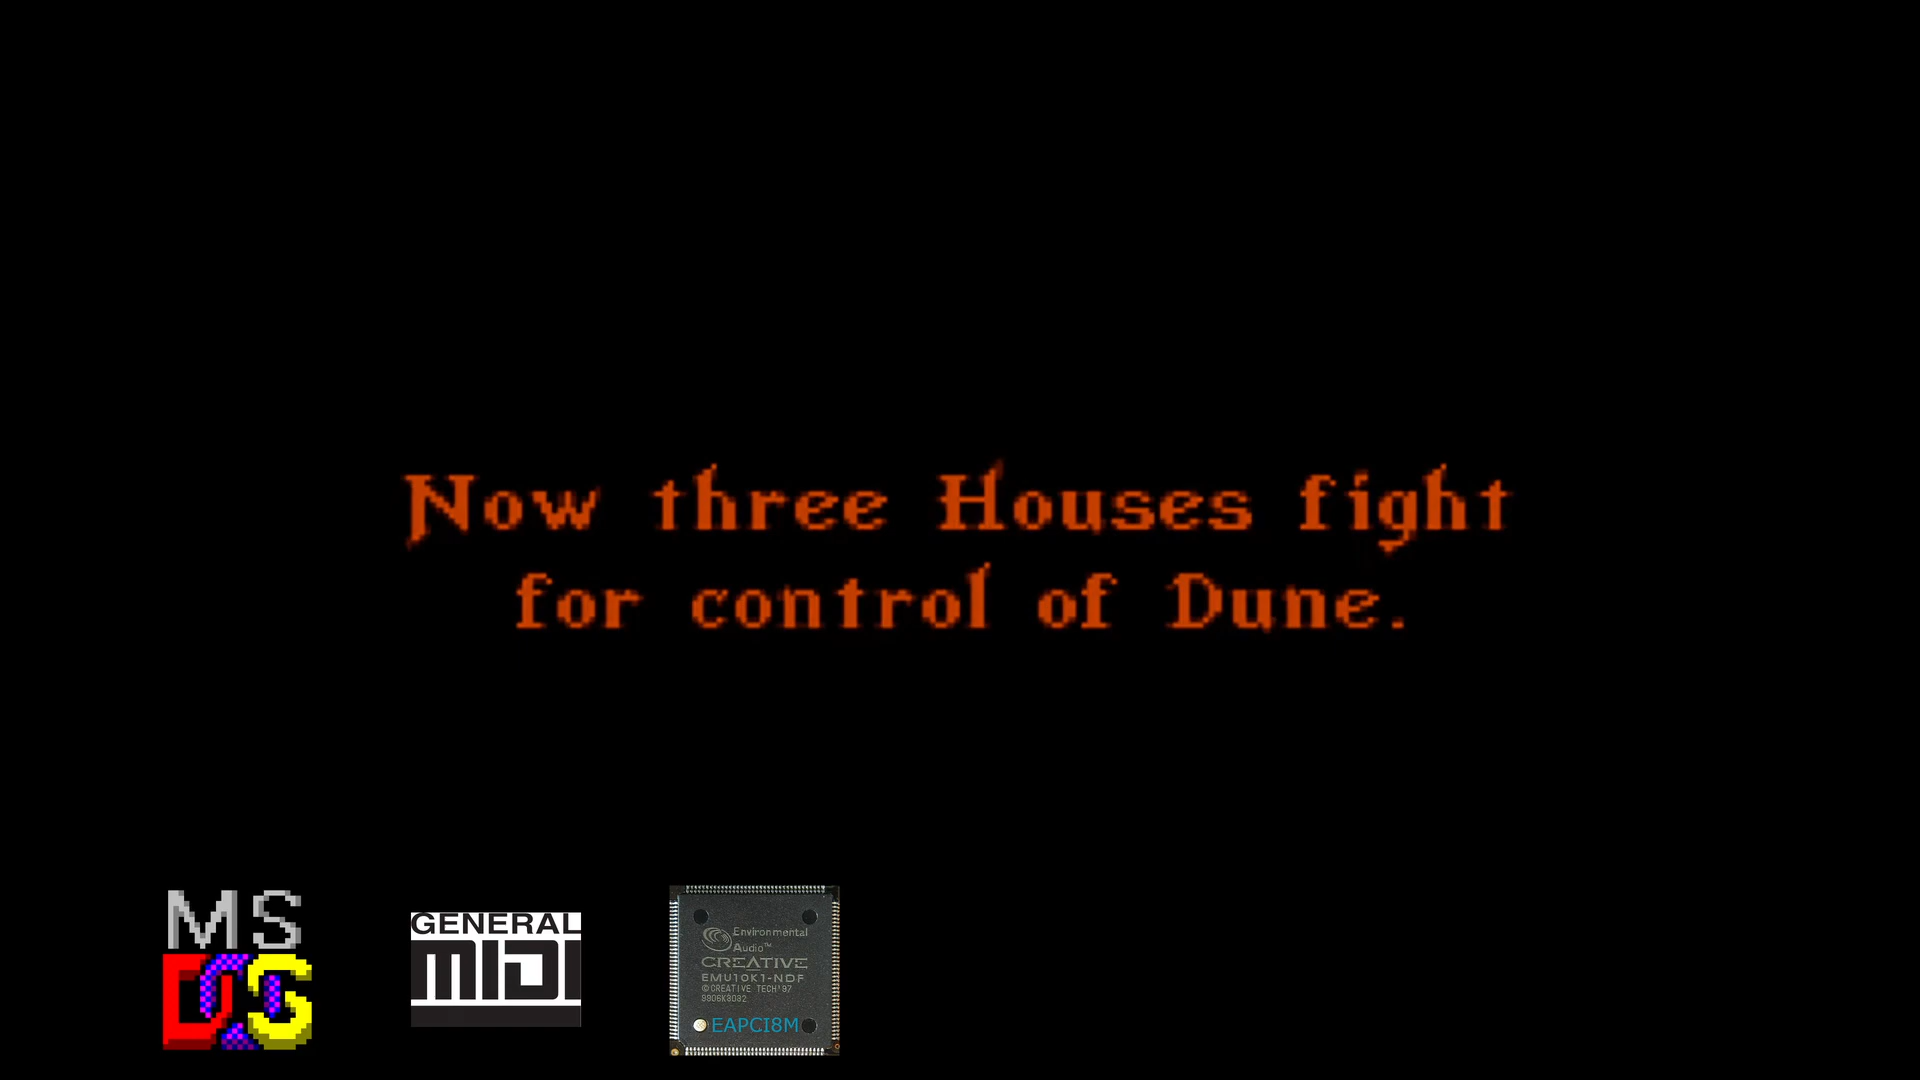 Now three Houses fight
for control of Dune.
MS
DOS
GENERAL
MIDI
Environmental
Audio™
CREATIVE
EMU10K1-NDF
©CREATIVE TECH'97
9906K8082
EAPCI8M